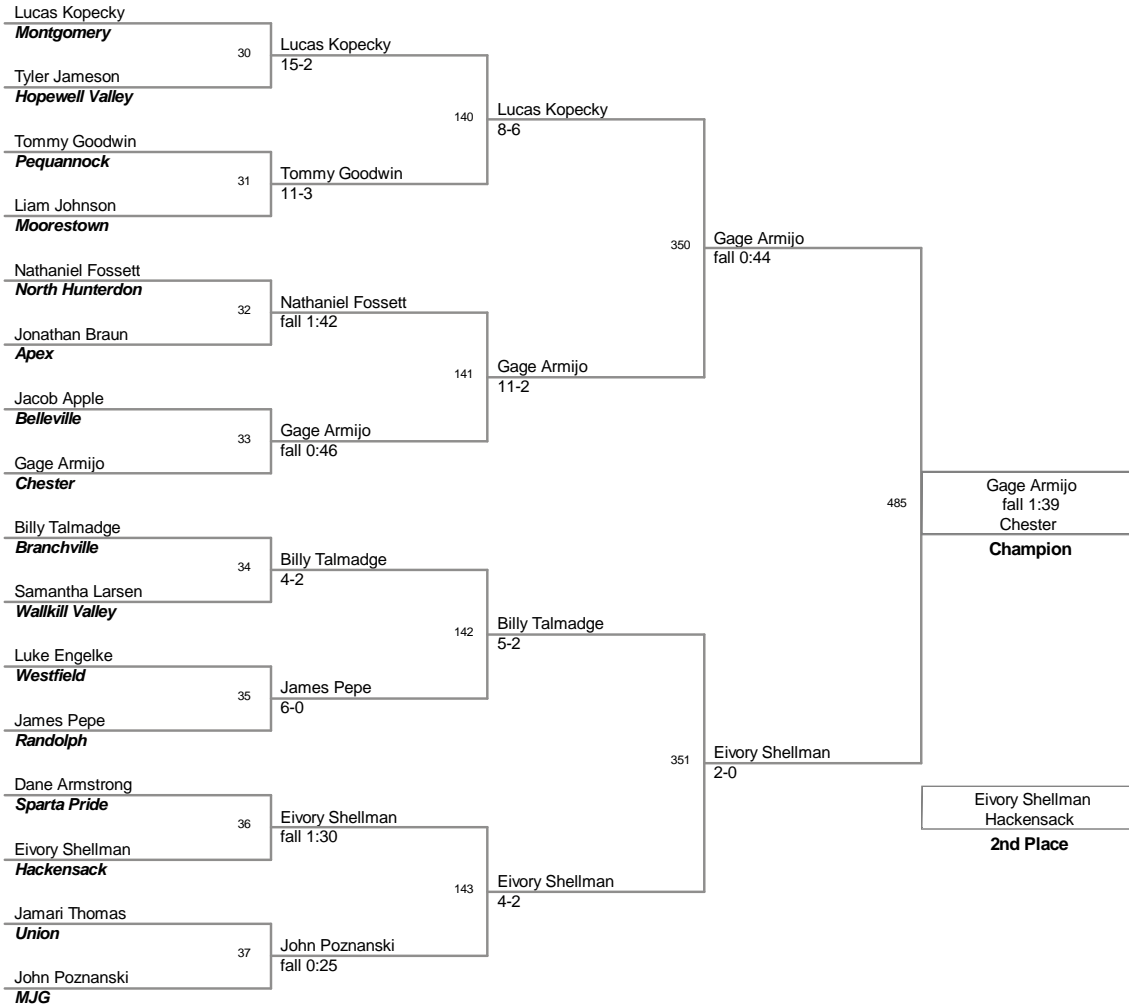 Lucas Kopecky
Montgomery
30
Lucas Kopecky
15-2
Tyler Jameson
Hopewell Valley
140
Lucas Kopecky
8-6
Tommy Goodwin
Pequannock
31
Tommy Goodwin
11-3
Liam Johnson
Moorestown
350
Gage Armijo
fall 0:44
Nathaniel Fossett
North Hunterdon
32
Nathaniel Fossett
fall 1:42
Jonathan Braun
Apex
141
Gage Armijo
11-2
Jacob Apple
Belleville
33
Gage Armijo
fall 0:46
Gage Armijo
Chester
485
Gage Armijo
fall 1:39
Chester
Champion
Billy Talmadge
Branchville
34
Billy Talmadge
4-2
Samantha Larsen
Wallkill Valley
142
Billy Talmadge
5-2
Luke Engelke
Westfield
35
James Pepe
6-0
James Pepe
Randolph
351
Eivory Shellman
2-0
Dane Armstrong
Sparta Pride
36
Eivory Shellman
fall 1:30
Eivory Shellman
Hackensack
2nd Place
Eivory Shellman
Hackensack
143
Eivory Shellman
4-2
Jamari Thomas
Union
37
John Poznanski
fall 0:25
John Poznanski
MJG